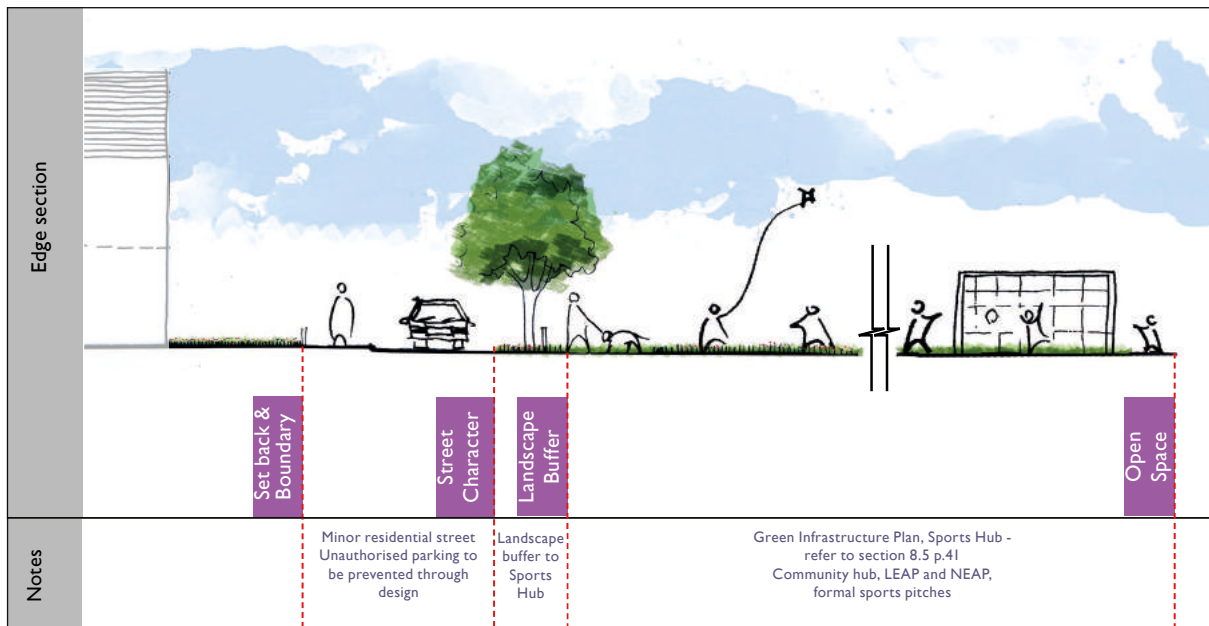 Edge section
Set back &
Boundary
Street
Character
Landscape
Buffer
Open
Space
Notes
Minor residential street
Unauthorised parking to
be prevented through
design
Landscape
buffer to
Sports
Hub
Green Infrastructure Plan, Sports Hub -
refer to section 8.5 p.41
Community hub, LEAP and NEAP,
formal sports pitches